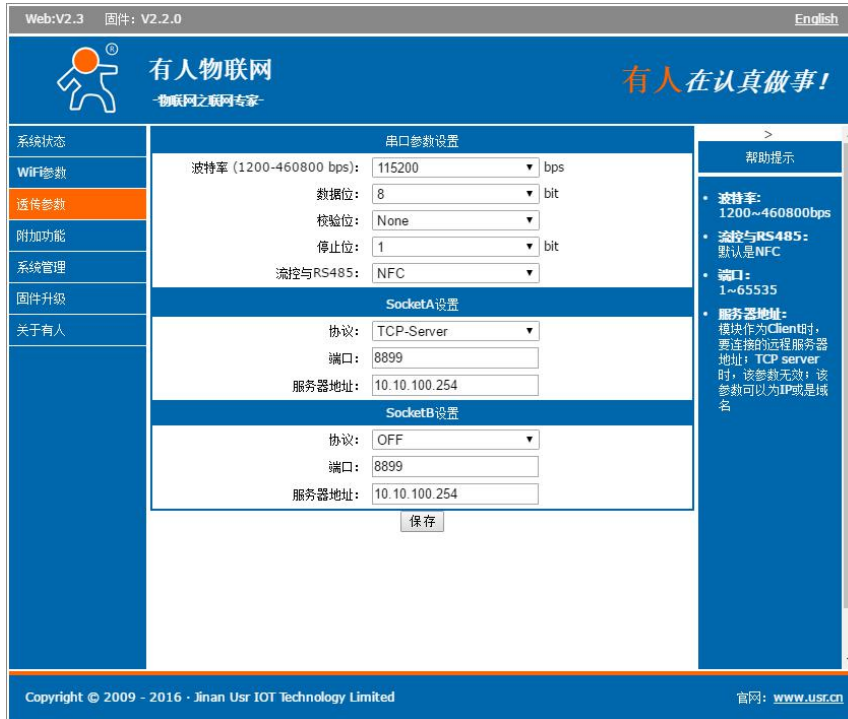 Web:V2.3 固件: V2.2.0 English
®
有人物联网
-物联网之联网专家-
有人在认真做事!
系统状态
WiFi参数
透传参数
附加功能
系统管理
固件升级
关于有人
串口参数设置
波特率 (1200-460800 bps): 115200 bps
数据位: 8 bit
校验位: None
停止位: 1 bit
流控与RS485: NFC
SocketA设置
协议: TCP-Server
端口: 8899
服务器地址: 10.10.100.254
SocketB设置
协议: OFF
端口: 8899
服务器地址: 10.10.100.254
保存
>
帮助提示
• 波特率:
1200~460800bps
• 流控与RS485:
默认是NFC
• 端口:
1~65535
• 服务器地址:
模块作为Client时,
要连接的远程服务器
地址; TCP server
时, 该参数无效; 该
参数可以为IP或是域
名
Copyright © 2009 - 2016 · Jinan Usr IOT Technology Limited 官网: www.usr.cn